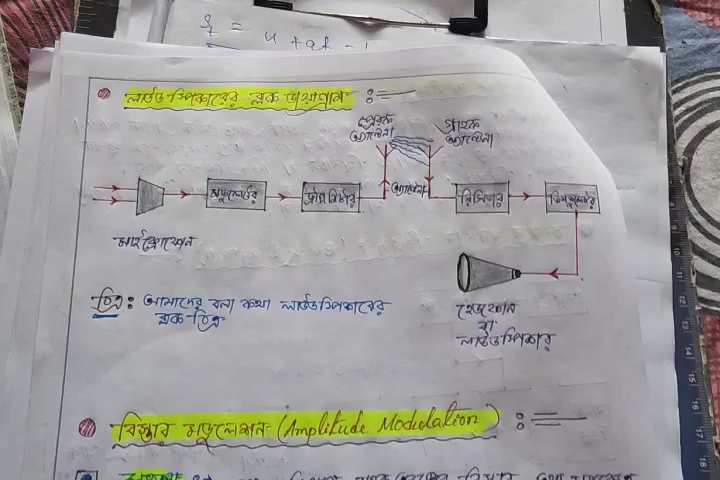 S = u + at
লাউডস্পিকারের ব্লক ডায়াগ্রাম :
প্রেরক
অ্যান্টেনা
গ্রাহক
অ্যান্টেনা
মডুলেটর
ট্রান্সমিটার
অ্যান্টেনা
রিসিভার
ডিমডুলেটর
মাইক্রোফোন
চিত্র: আমাদের বলা কথা লাউডস্পিকারের
ব্লক চিত্র
হেডফোন
বা
লাউডস্পিকার
বিস্তার মডুলেশন (Amplitude Modulation) :